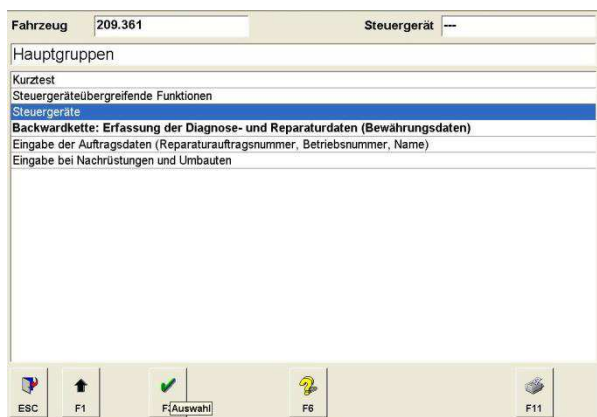 Fahrzeug 209.361 Steuergerät ---
Hauptgruppen
Kurztest
Steuergeräteübergreifende Funktionen
Steuergeräte
Backwardkette: Erfassung der Diagnose- und Reparaturdaten (Bewährungsdaten)
Eingabe der Auftragsdaten (Reparaturauftragsnummer, Betriebsnummer, Name)
Eingabe bei Nachrüstungen und Umbauten
ESC F1 F Auswahl F6 F11